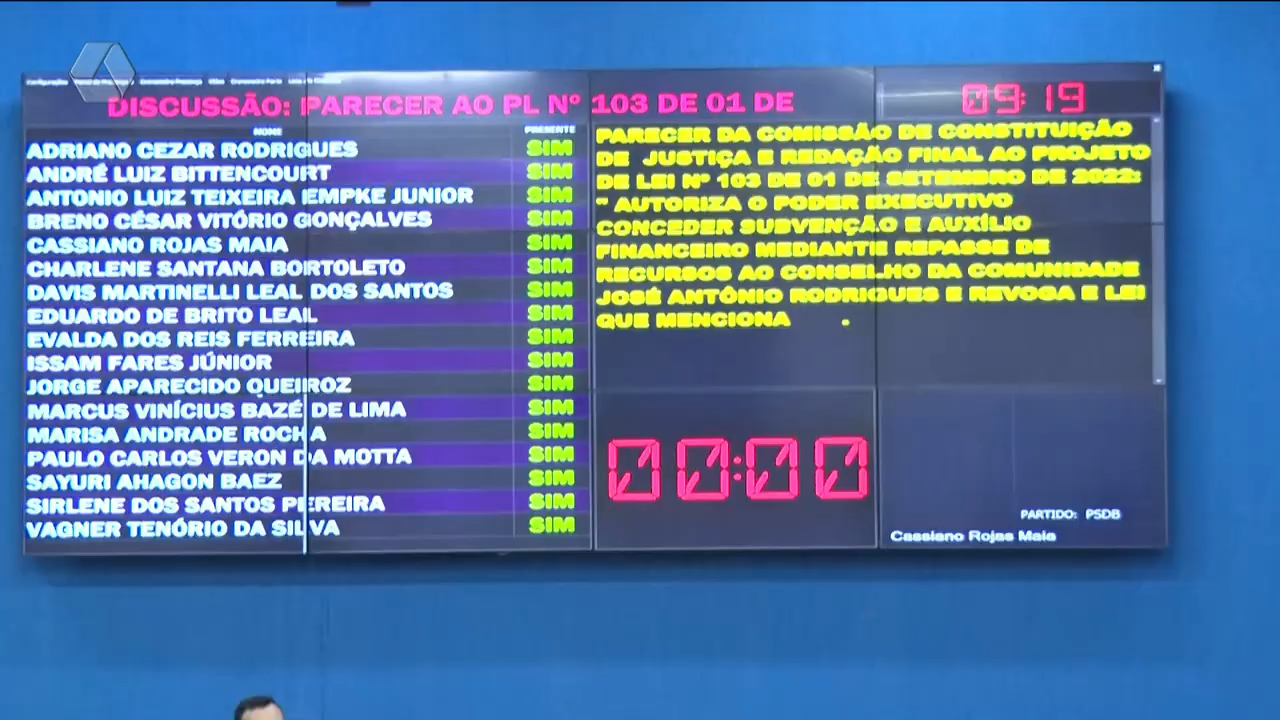 DISCUSSÃO: PARECER AO PL Nº 103 DE 01 DE
09:19
NOME PRESENTE
ADRIANO CEZAR RODRIGUES SIM
ANDRÉ LUIZ BITTENCOURT SIM
ANTONIO LUIZ TEIXEIRA EMPKE JUNIOR SIM
BRENO CÉSAR VITÓRIO GONÇALVES SIM
CASSIANO ROJAS MAIA SIM
CHARLENE SANTANA BORTOLETO SIM
DAVIS MARTINELLI LEAL DOS SANTOS SIM
EDUARDO DE BRITO LEAL SIM
EVALDA DOS REIS FERREIRA SIM
ISSAM FARES JÚNIOR SIM
JORGE APARECIDO QUEIROZ SIM
MARCUS VINÍCIUS BAZÉ DE LIMA SIM
MARISA ANDRADE ROCHA SIM
PAULO CARLOS VERON DA MOTTA SIM
SAYURI AHAGON BAEZ SIM
SIRLENE DOS SANTOS PEREIRA SIM
VAGNER TENÓRIO DA SILVA SIM
PARECER DA COMISSÃO DE CONSTITUIÇÃO
DE JUSTIÇA E REDAÇÃO FINAL AO PROJETO
DE LEI Nº 103 DE 01 DE SETEMBRO DE 2022:
" AUTORIZA O PODER EXECUTIVO
CONCEDER SUBVENÇÃO E AUXÍLIO
FINANCEIRO MEDIANTE REPASSE DE
RECURSOS AO CONSELHO DA COMUNIDADE
JOSÉ ANTÔNIO RODRIGUES E REVOGA E LEI
QUE MENCIONA .
00:00
PARTIDO: PSDB
Cassiano Rojas Maia